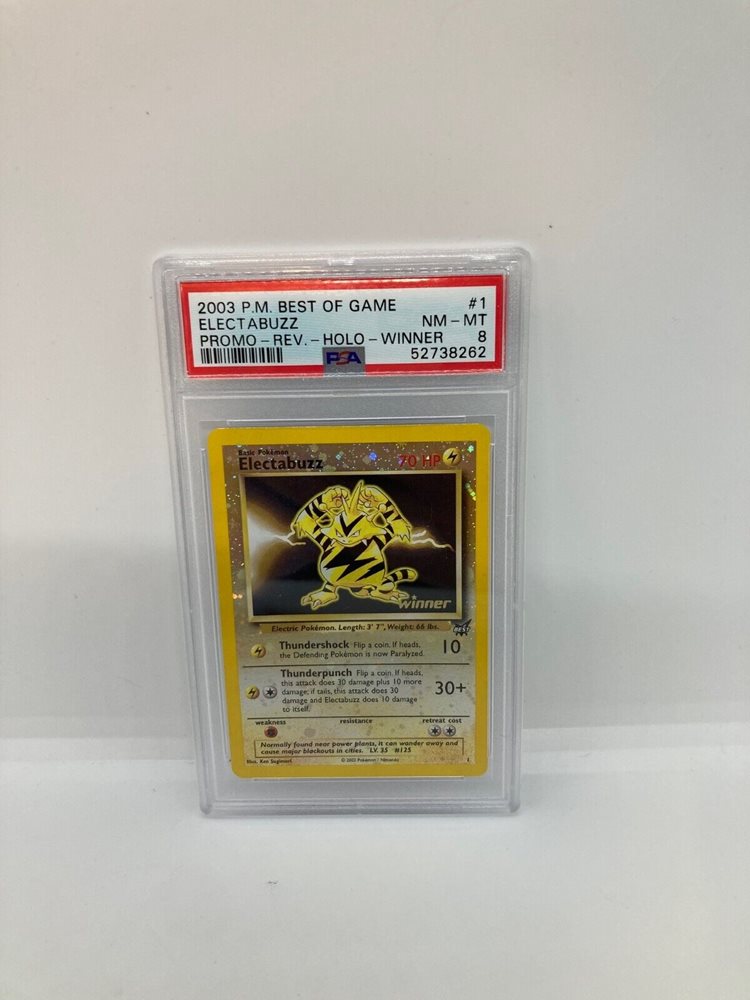 2003 P.M. BEST OF GAME #1
ELECTABUZZ NM - MT
PROMO - REV. - HOLO - WINNER 8
PSA 52738262
Basic Pokémon
Electabuzz 70 HP
winner
BEST
Electric Pokémon. Length: 3' 7", Weight: 66 lbs.
Thundershock Flip a coin. If heads, 10
the Defending Pokémon is now Paralyzed.
Thunderpunch Flip a coin. If heads,
this attack does 30 damage plus 10 more
damage; if tails, this attack does 30 30+
damage and Electabuzz does 10 damage
to itself.
weakness resistance retreat cost
Normally found near power plants, it can wander away and
cause major blackouts in cities. LV. 35 #125
Illus. Ken Sugimori © 2002 Pokémon / Nintendo 1